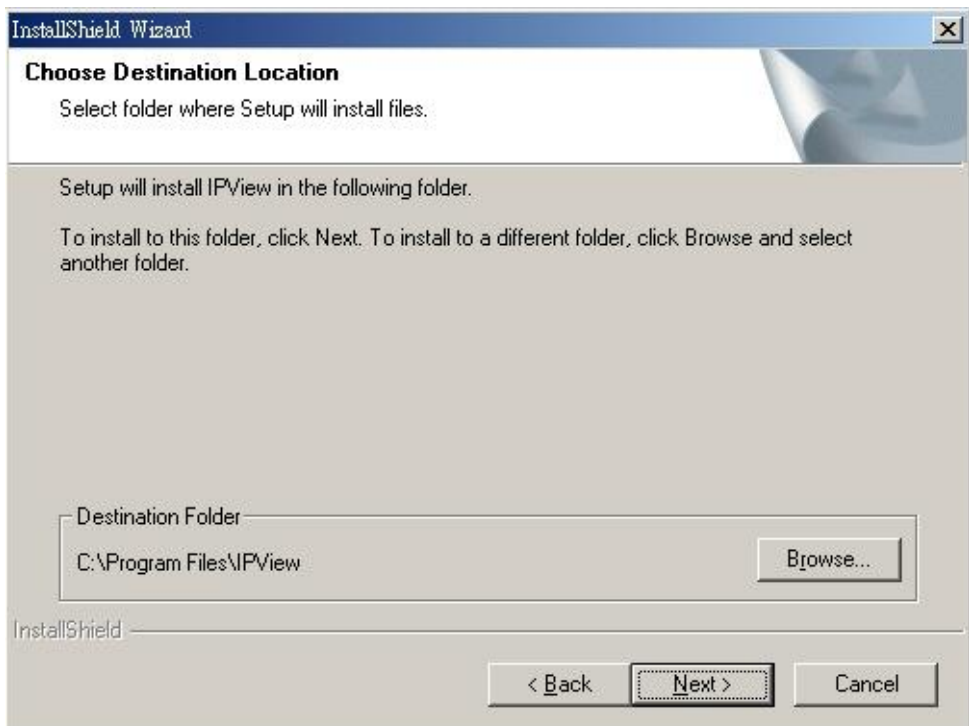 InstallShield Wizard
Choose Destination Location
Select folder where Setup will install files.
Setup will install IPView in the following folder.
To install to this folder, click Next. To install to a different folder, click Browse and select
another folder.
Destination Folder
C:\Program Files\IPView
Browse...
InstallShield
< Back
Next >
Cancel